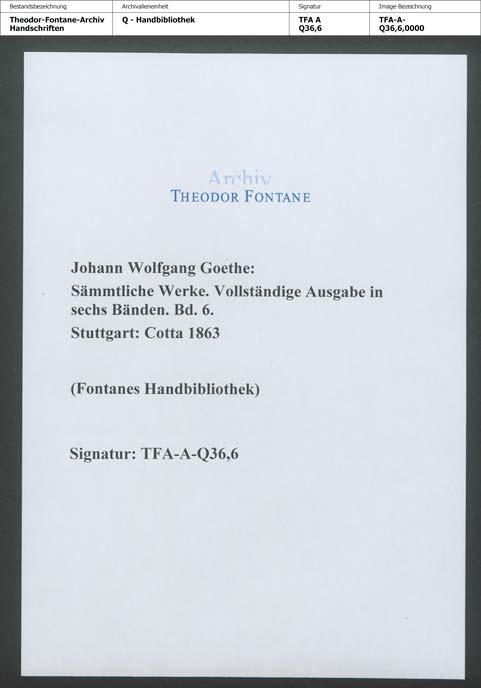 Bestandsbezeichnung Archivalieneinheit Signatur Image-Bezeichnung
Theodor-Fontane-Archiv Q - Handbibliothek TFA A TFA-A-
Handschriften Q36,6 Q36,6,0000
Archiv
THEODOR FONTANE
Johann Wolfgang Goethe:
Sämmtliche Werke. Vollständige Ausgabe in
sechs Bänden. Bd. 6.
Stuttgart: Cotta 1863
(Fontanes Handbibliothek)
Signatur: TFA-A-Q36,6